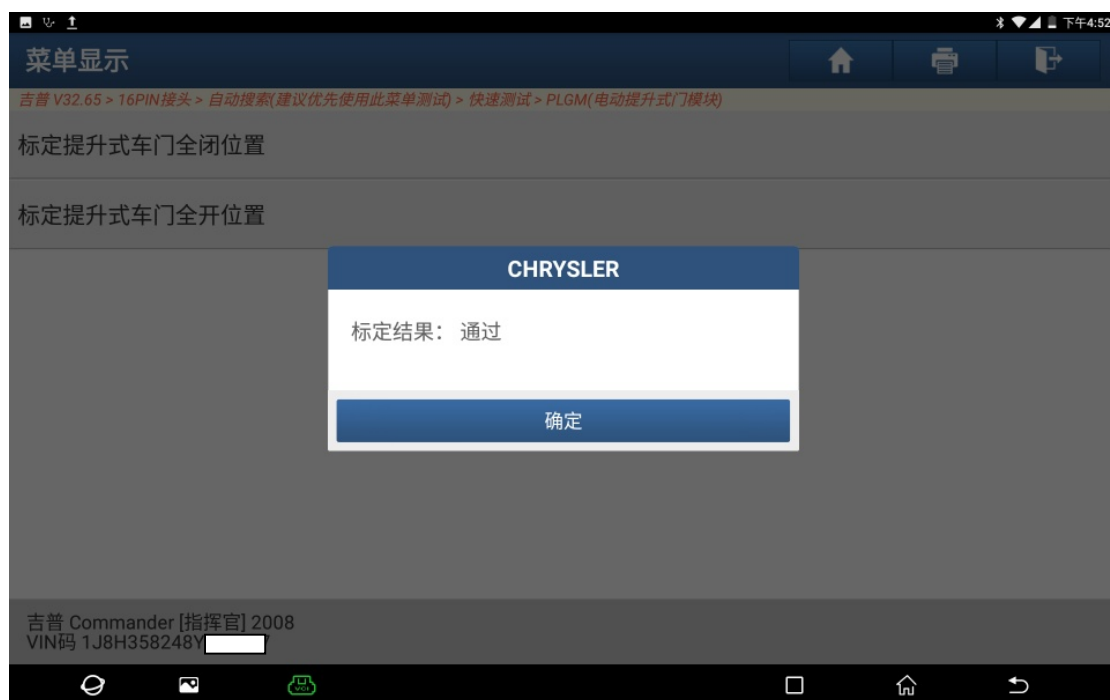 下午4:52
菜单显示
吉普 V32.65 > 16PIN接头 > 自动搜索(建议优先使用此菜单测试) > 快速测试 > PLGM(电动提升式门模块)
标定提升式车门全闭位置
标定提升式车门全开位置
CHRYSLER
标定结果： 通过
确定
吉普 Commander [指挥官] 2008
VIN码 1J8H358248Y
VCI